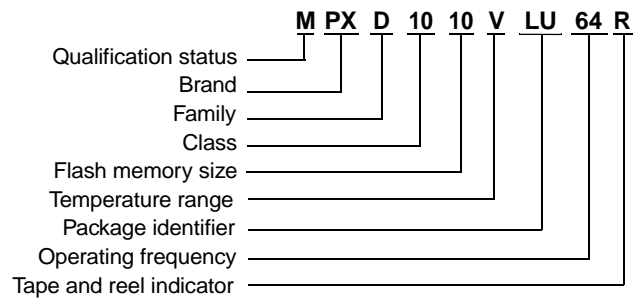 M PX D 10 10 V LU 64 R
Qualification status
Brand
Family
Class
Flash memory size
Temperature range
Package identifier
Operating frequency
Tape and reel indicator